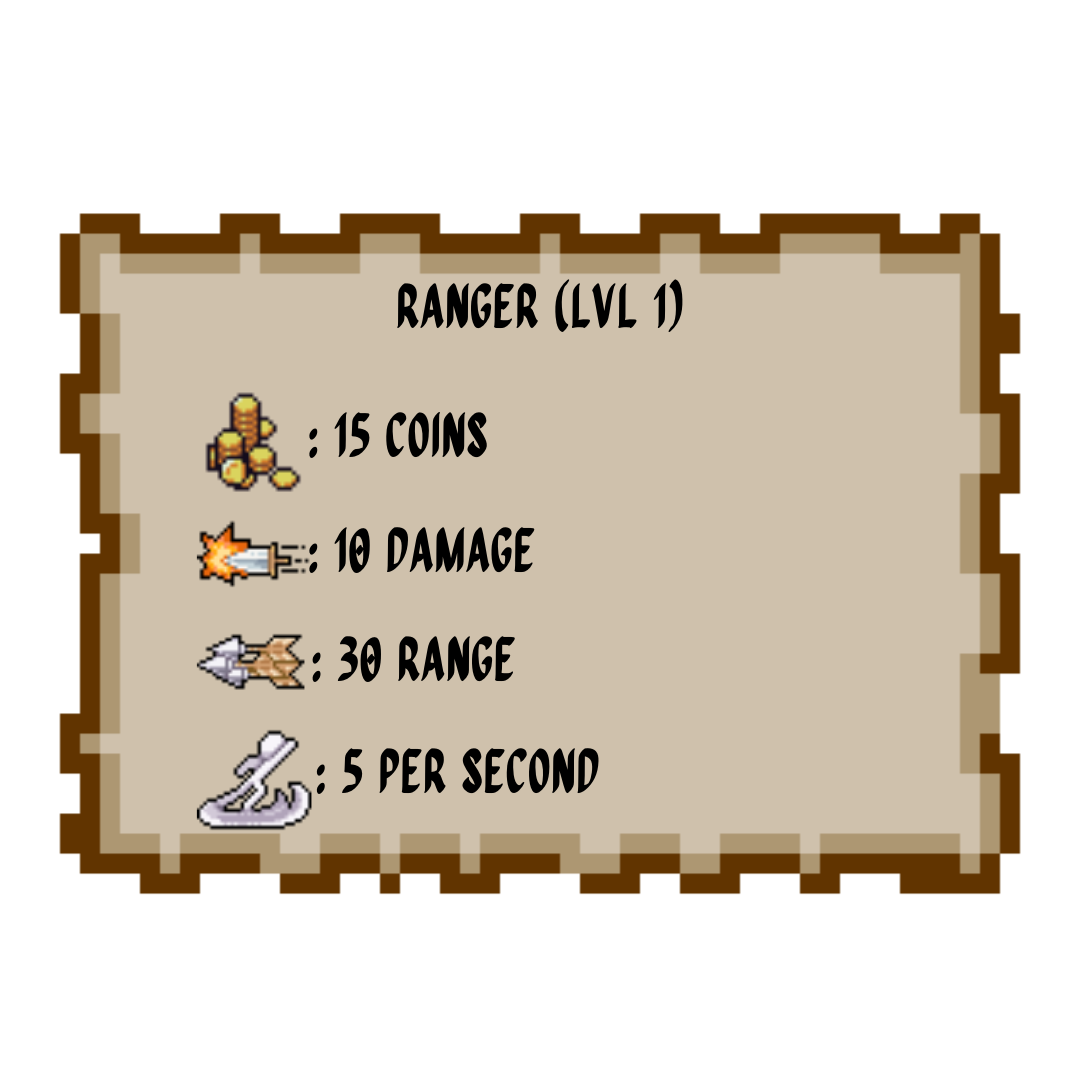 RANGER (LVL 1)
: 15 COINS
: 10 DAMAGE
: 30 RANGE
: 5 PER SECOND